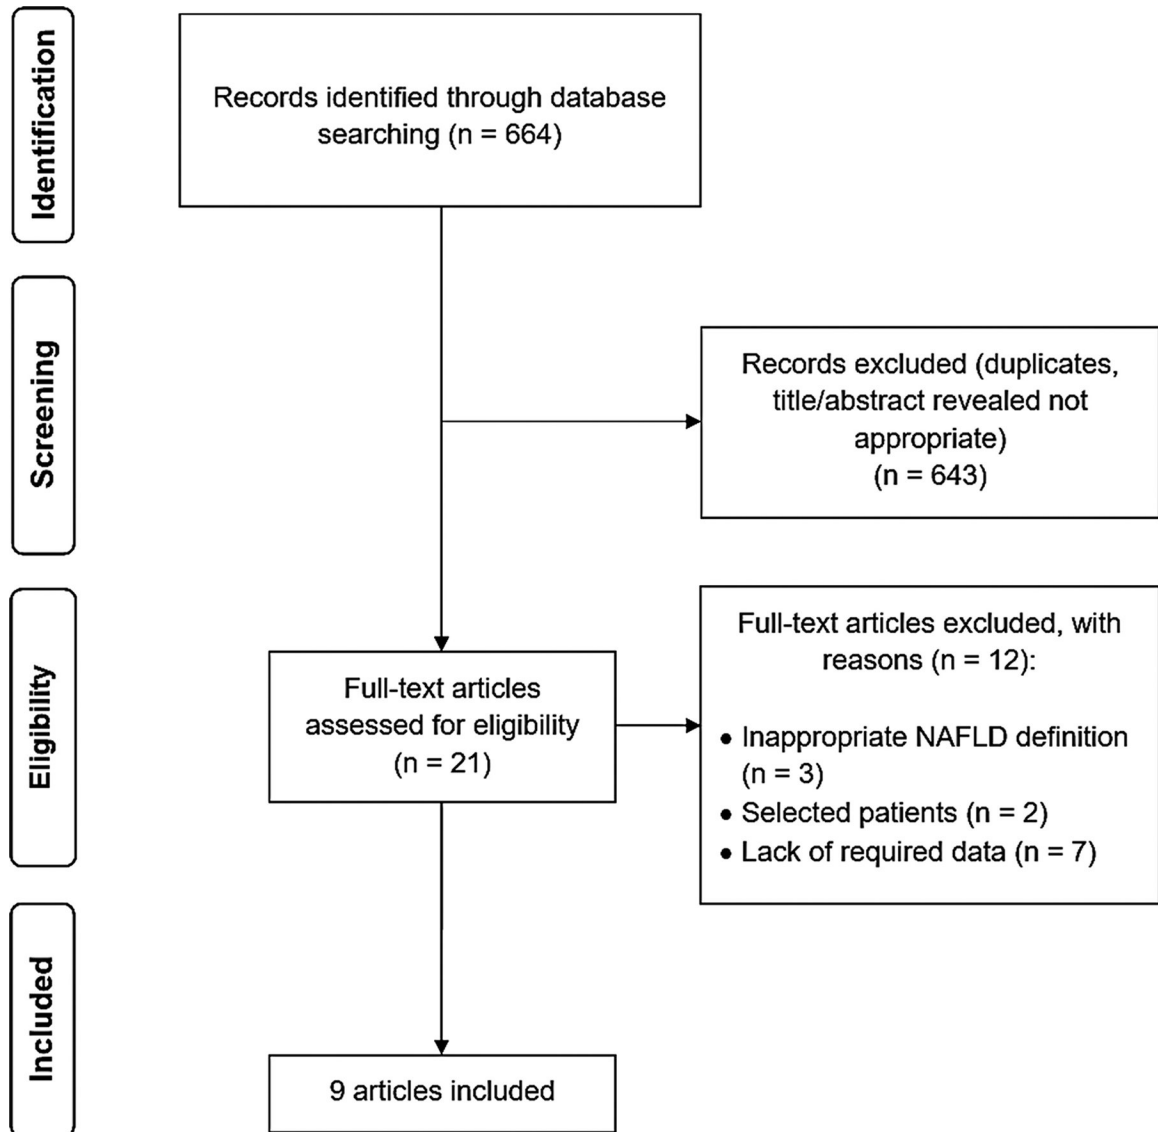 Identification
Records identified through database
searching (n = 664)
Screening
Records excluded (duplicates,
title/abstract revealed not
appropriate)
(n = 643)
Eligibility
Full-text articles
assessed for eligibility
(n = 21)
Full-text articles excluded, with
reasons (n = 12):
• Inappropriate NAFLD definition
(n = 3)
• Selected patients (n = 2)
• Lack of required data (n = 7)
Included
9 articles included